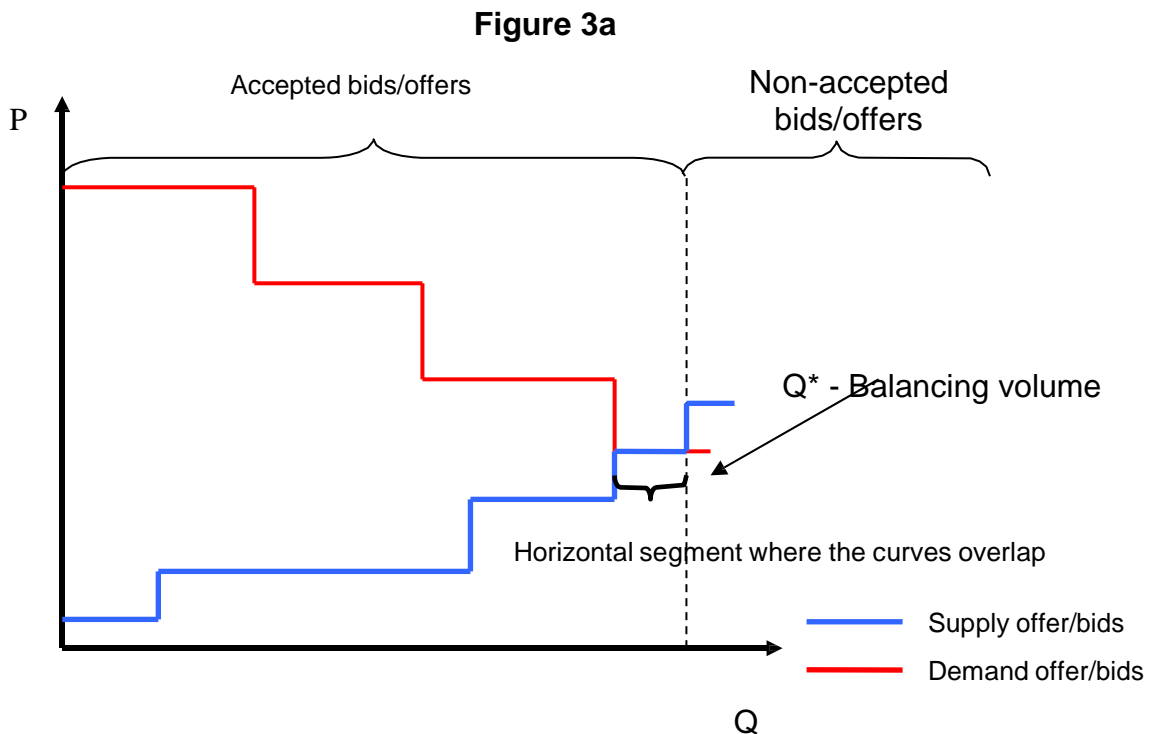 Figure 3a
Accepted bids/offers
Non-accepted
bids/offers
P
Q* - Balancing volume
Horizontal segment where the curves overlap
Supply offer/bids
Demand offer/bids
Q